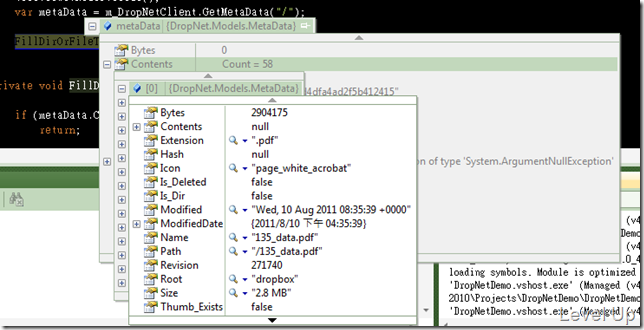 var metaData = m_DropNetClient.GetMetaData("/");
metaData {DropNet.Models.MetaData}
FillDirOrFileT
Bytes 0
Contents Count = 58
rivate void FillD
[0] {DropNet.Models.MetaData}
4dfa4ad2f5b412415"
if (metaData.C
return;
Bytes 2904175
Contents null
Extension ".pdf"
Hash null
on of type 'System.ArgumentNullException'
Icon "page_white_acrobat"
Is_Deleted false
Is_Dir false
Modified "Wed, 10 Aug 2011 08:35:39 +0000"
ModifiedDate {2011/8/10 下午 04:35:39}
Name "135_data.pdf"
Path "/135_data.pdf"
Revision 271740
Root "dropbox"
Size "2.8 MB"
Thumb_Exists false
loading symbols. Module is optimized
'DropNetDemo.vshost.exe' (Managed (v4
2010\Projects\DropNetDemo\DropNetDemo
'DropNetDemo.vshost.exe' (Managed (v4
Level Up